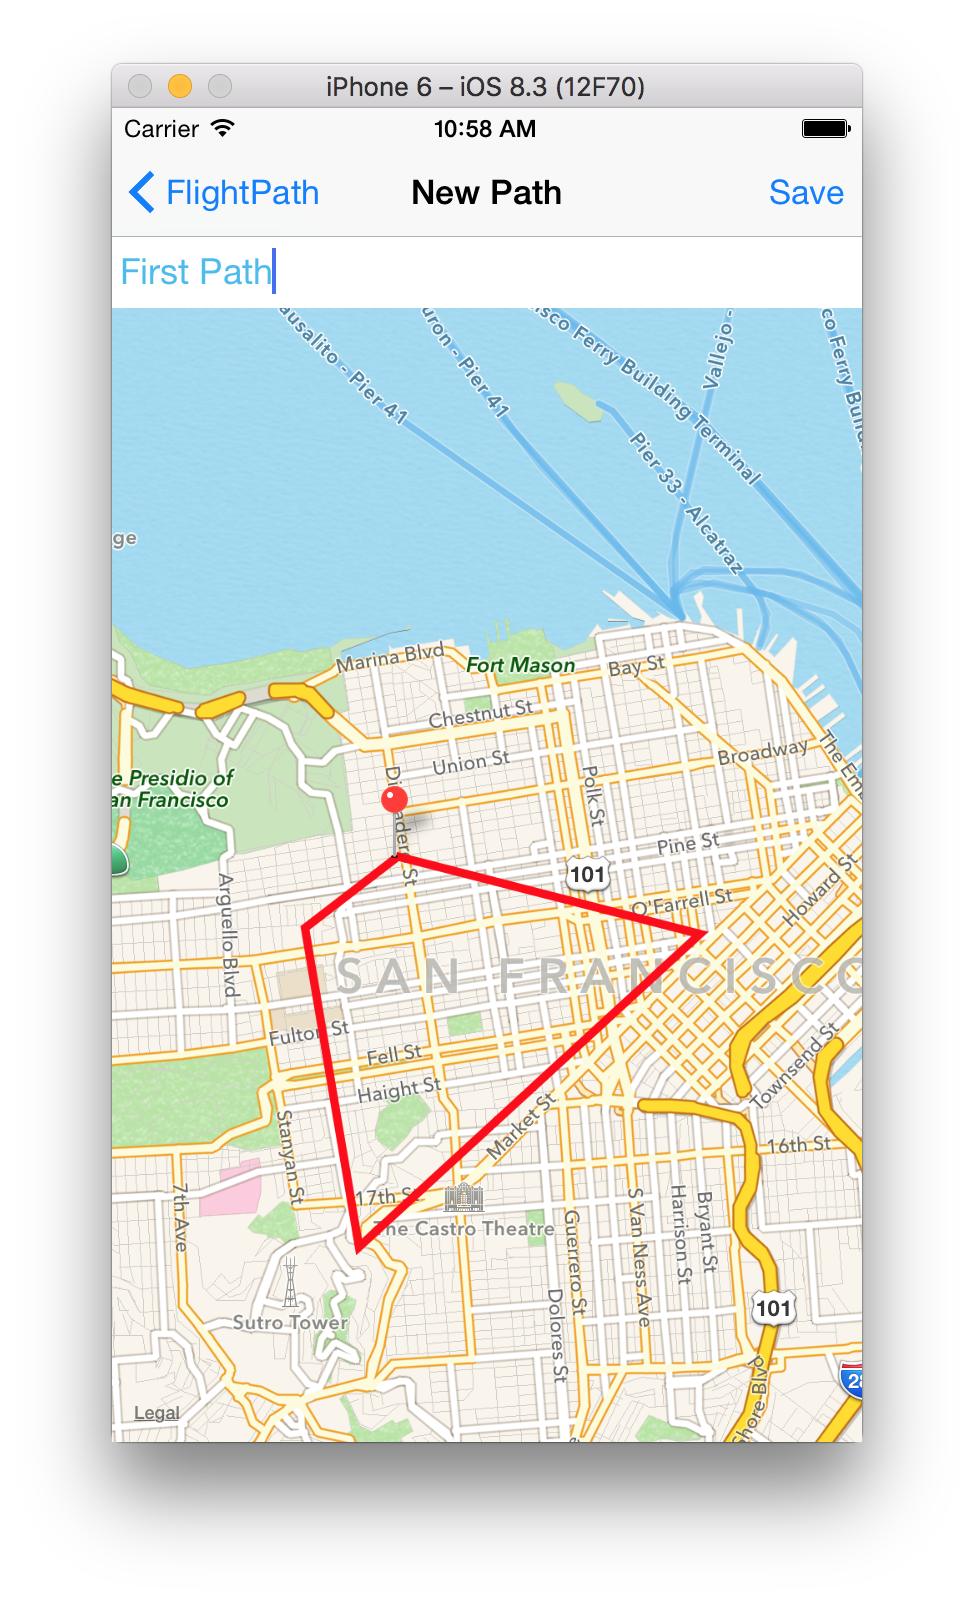 iPhone 6 – iOS 8.3 (12F70)
Carrier
10:58 AM
FlightPath
New Path
Save
First Path
ausalito - Pier 41
uron - Pier 41
isco Ferry Building Terminal
Vallejo -
co Ferry Buil
Pier 33 - Alcatraz
ge
Marina Blvd
Fort Mason
Bay St
Chestnut St
Union St
Broadway
The Em
e Presidio of
an Francisco
Polk St
Pine St
101
O'Farrell St
Howard St
Arguello Blvd
SAN FRANCISCO
Fulton St
Fell St
Haight St
Townsend St
Market St
Stanyan St
16th St
17th St
7th Ave
The Castro Theatre
Guerrero St
S Van Ness Ave
Harrison St
Bryant St
Sutro Tower
Dolores St
101
28
Shore Blvd
Legal